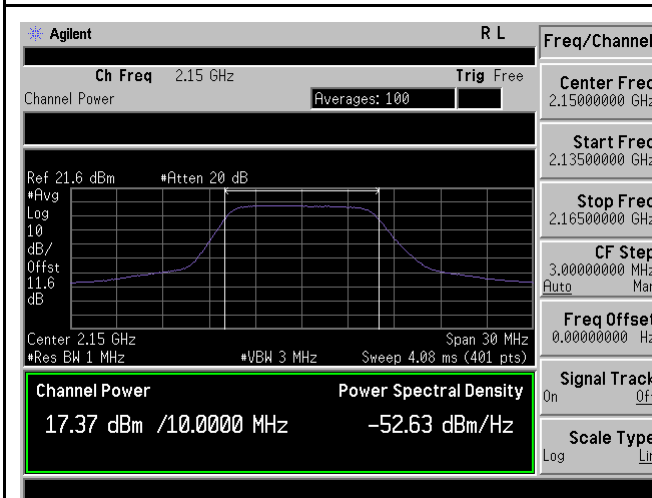 Agilent R L
Ch Freq 2.15 GHz Trig Free
Channel Power Averages: 100
Ref 21.6 dBm #Atten 20 dB
#Avg
Log
10
dB/
Offst
11.6
dB
Center 2.15 GHz Span 30 MHz
#Res BW 1 MHz #VBW 3 MHz Sweep 4.08 ms (401 pts)
Channel Power Power Spectral Density
17.37 dBm /10.0000 MHz -52.63 dBm/Hz
Freq/Channel
Center Freq
2.15000000 GHz
Start Freq
2.13500000 GHz
Stop Freq
2.16500000 GHz
CF Step
3.00000000 MHz
Auto Man
Freq Offset
0.00000000 Hz
Signal Track
On Off
Scale Type
Log Lin